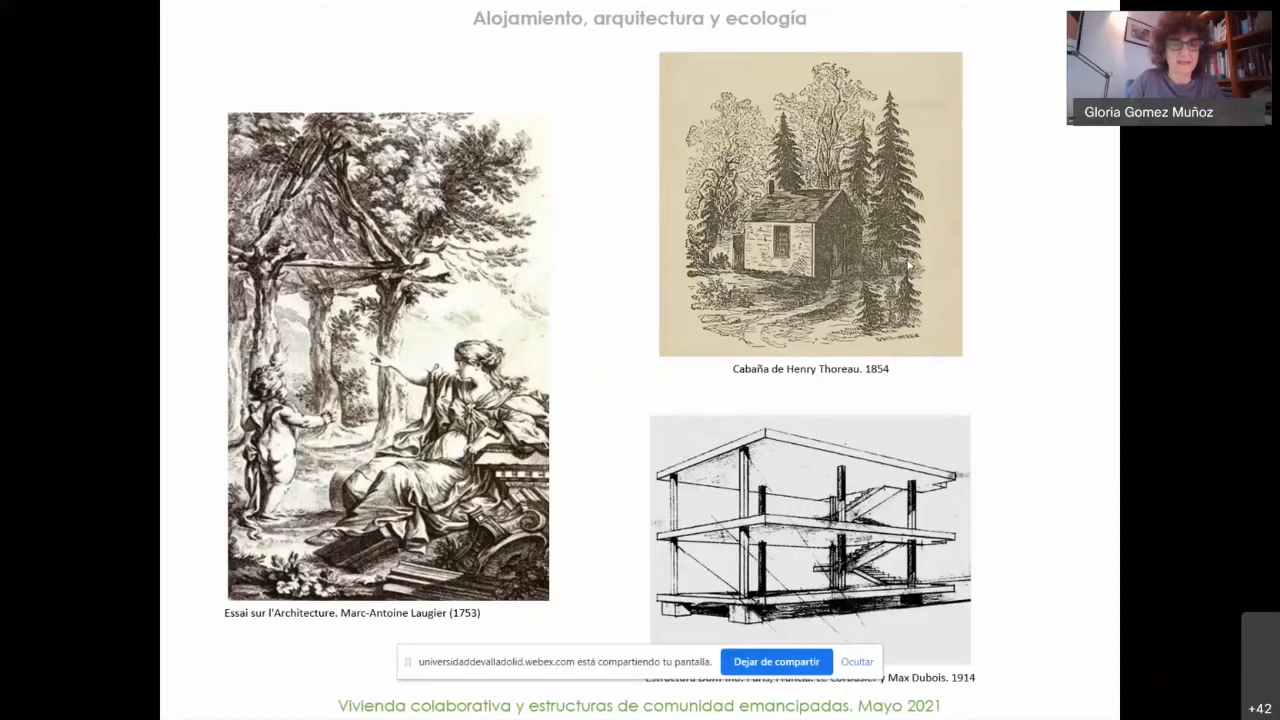 Alojamiento, arquitectura y ecología
Gloria Gomez Muñoz
Cabaña de Henry Thoreau. 1854
Essai sur l'Architecture. Marc-Antoine Laugier (1753)
universidaddevalladolid.webex.com está compartiendo tu pantalla.
Dejar de compartir
Ocultar
y Max Dubois. 1914
Vivienda colaborativa y estructuras de comunidad emancipadas. Mayo 2021
+42